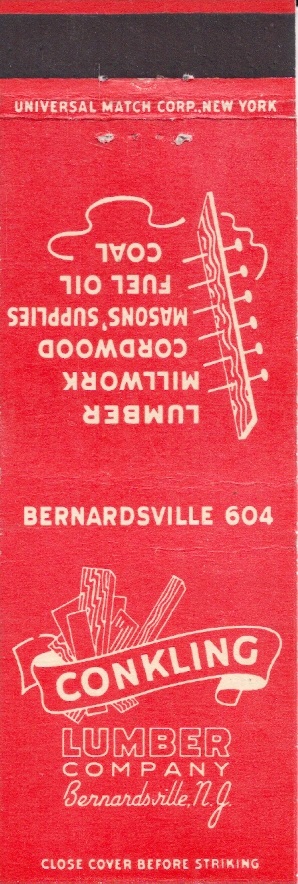 UNIVERSAL MATCH CORP., NEW YORK
LUMBER
MILLWORK
CORDWOOD
MASONS' SUPPLIES
FUEL OIL
COAL
BERNARDSVILLE 604
CONKLING
LUMBER
COMPANY
Bernardsville, N.J.
CLOSE COVER BEFORE STRIKING